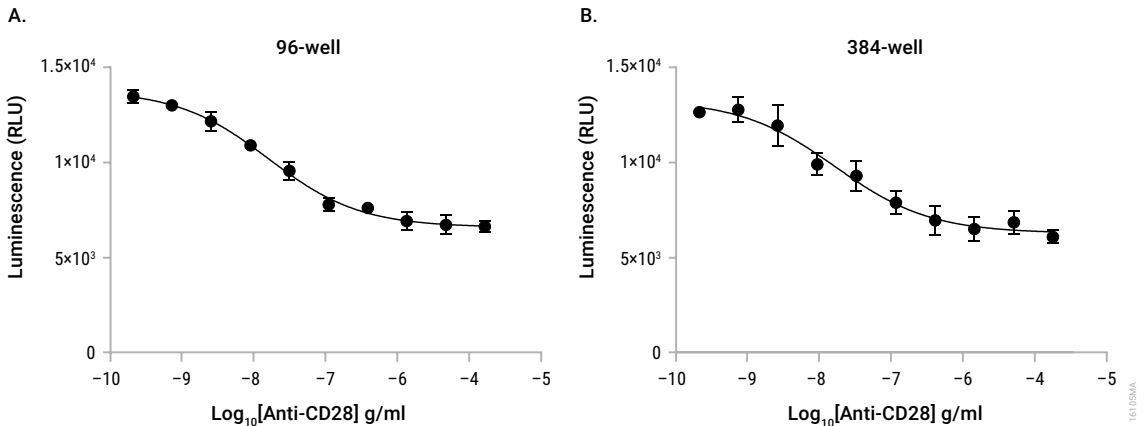 A.
96-well
1.5×10⁴
1×10⁴
5×10³
0
Luminescence (RLU)
−10 −9 −8 −7 −6 −4 −5
Log₁₀[Anti-CD28] g/ml
B.
384-well
1.5×10⁴
1×10⁴
5×10³
0
Luminescence (RLU)
−10 −9 −8 −7 −6 −4 −5
Log₁₀[Anti-CD28] g/ml
16105MA